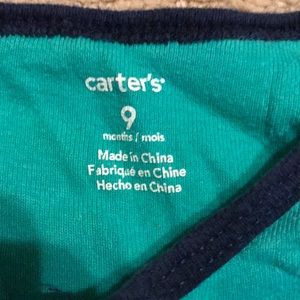 carter's®
9
months / mois
Made in China
Fabriqué en Chine
Hecho en China